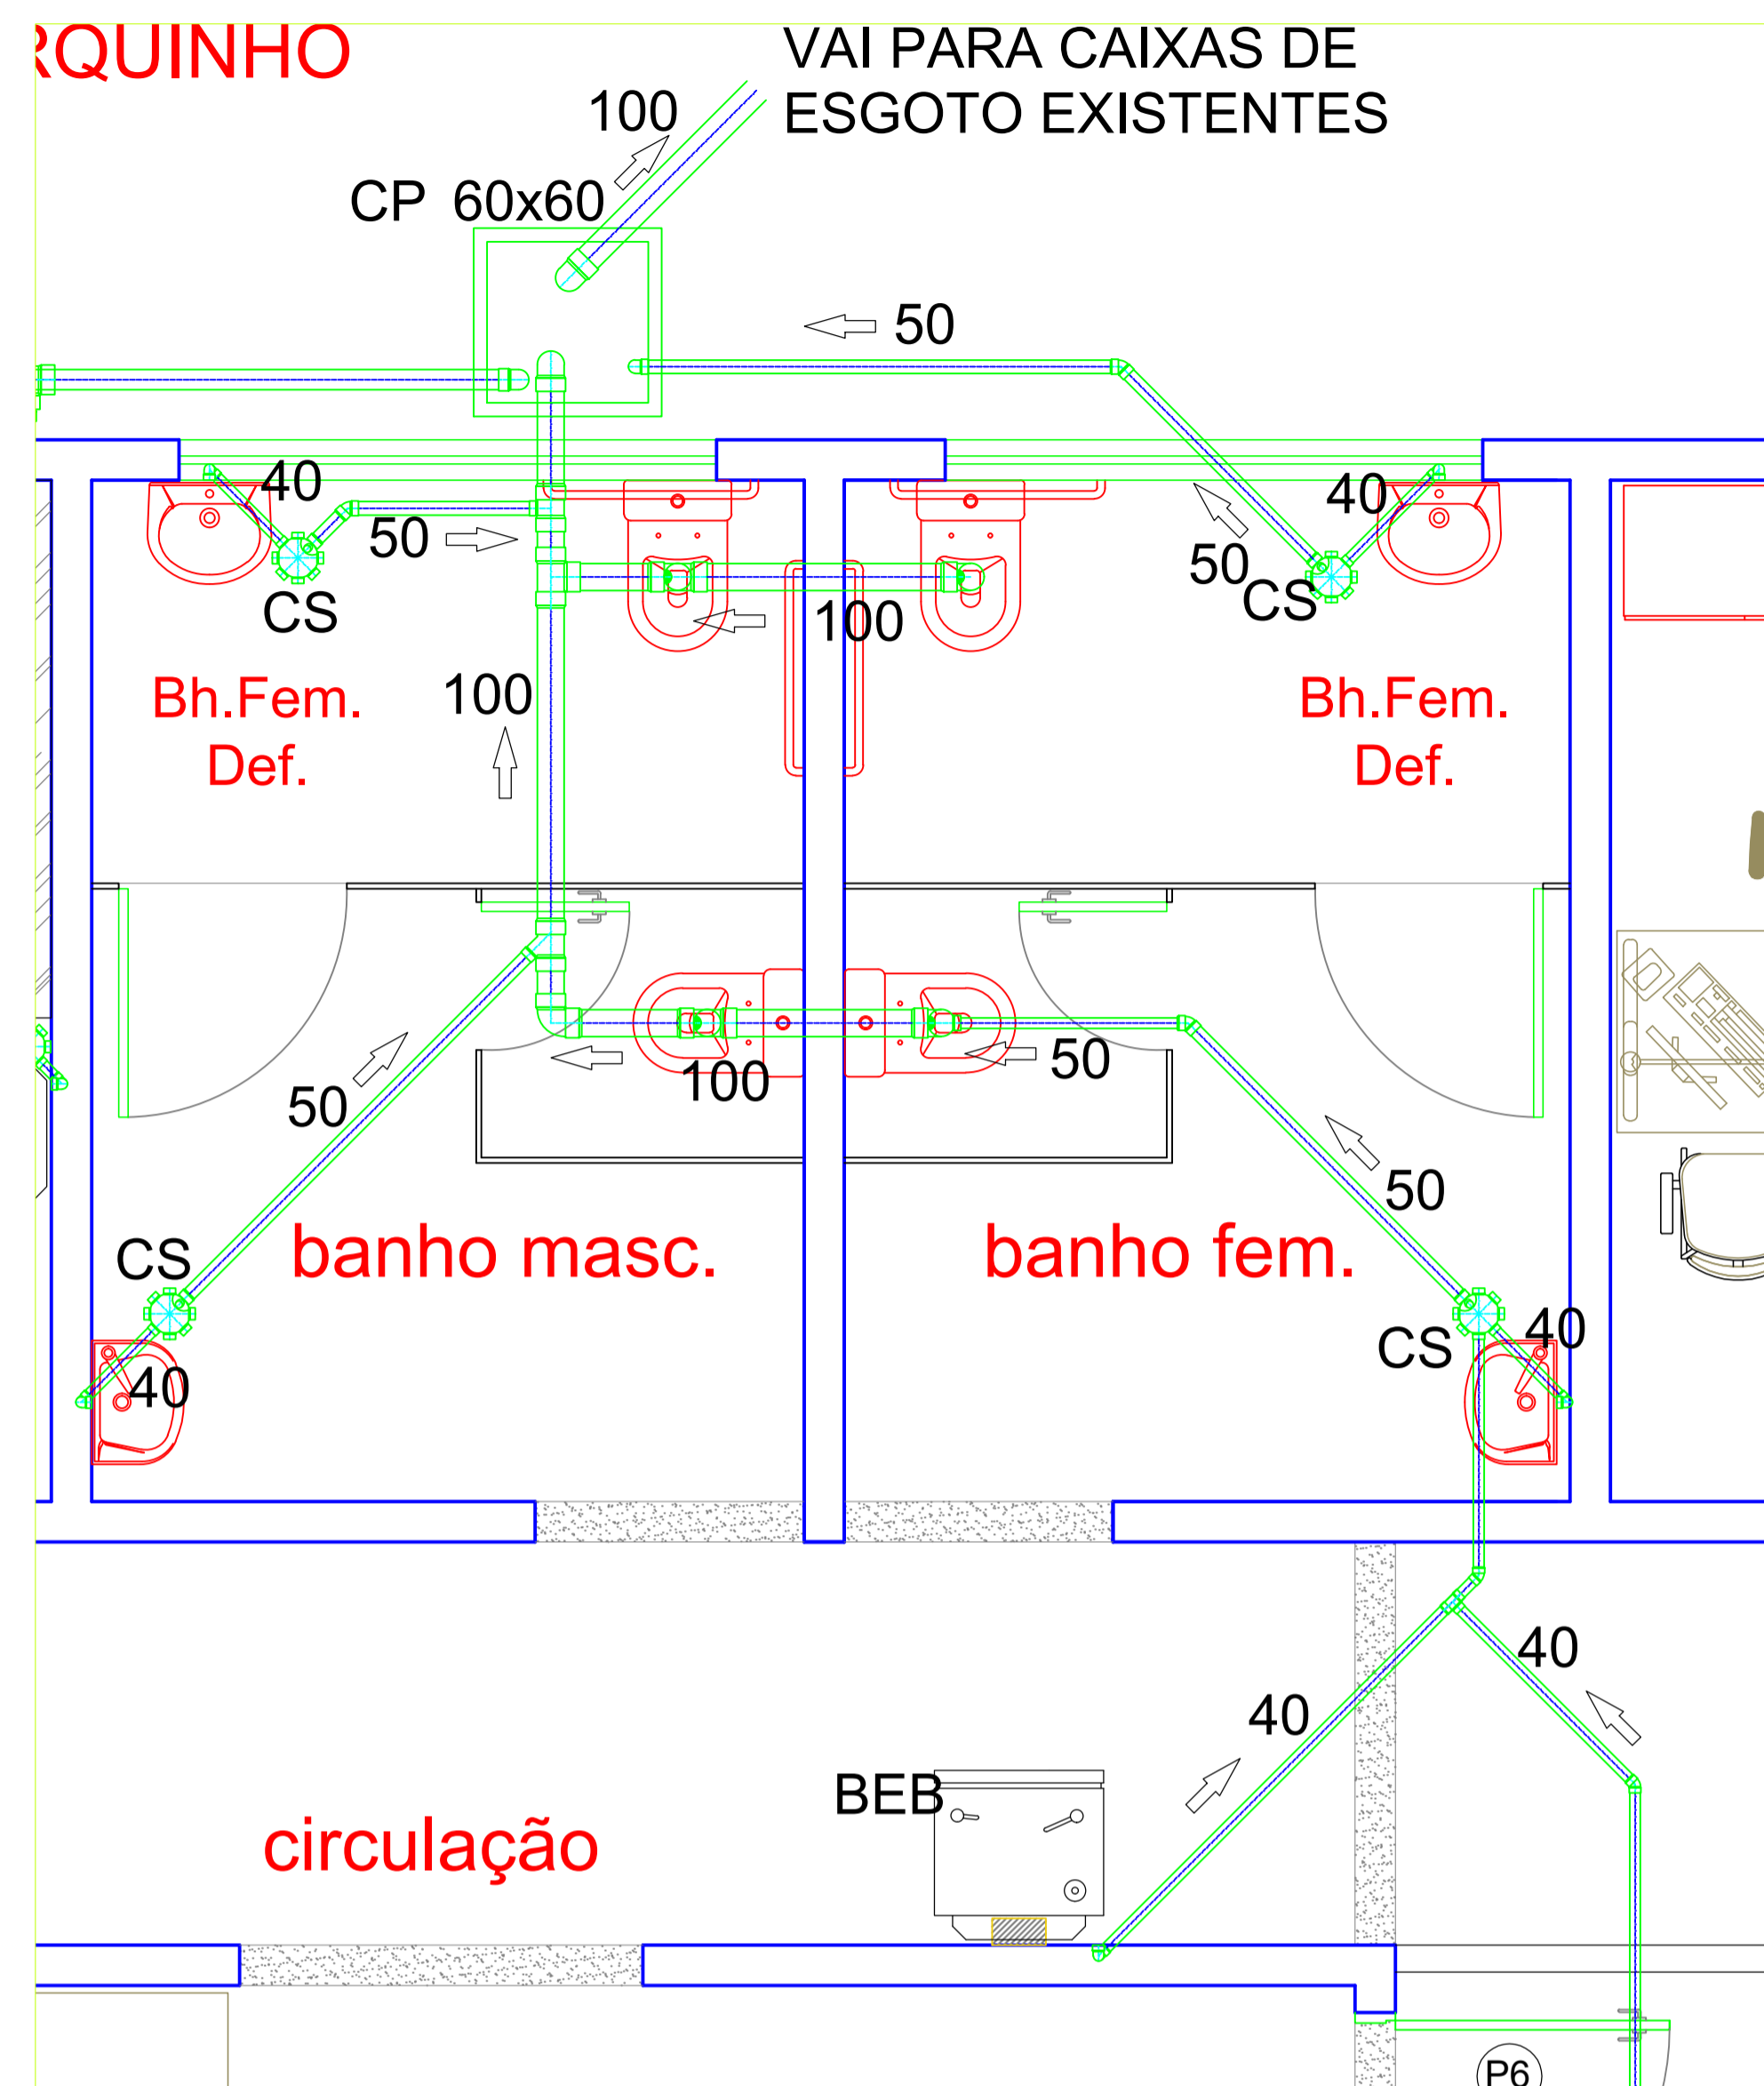 RQUINHO
VAI PARA CAIXAS DE
ESGOTO EXISTENTES
100
CP 60x60
50
40
40
50
50
CS
CS
100
Bh.Fem.
Def.
100
Bh.Fem.
Def.
50
100
50
50
CS
banho masc.
banho fem.
40
CS
40
40
40
BEB
circulação
P6